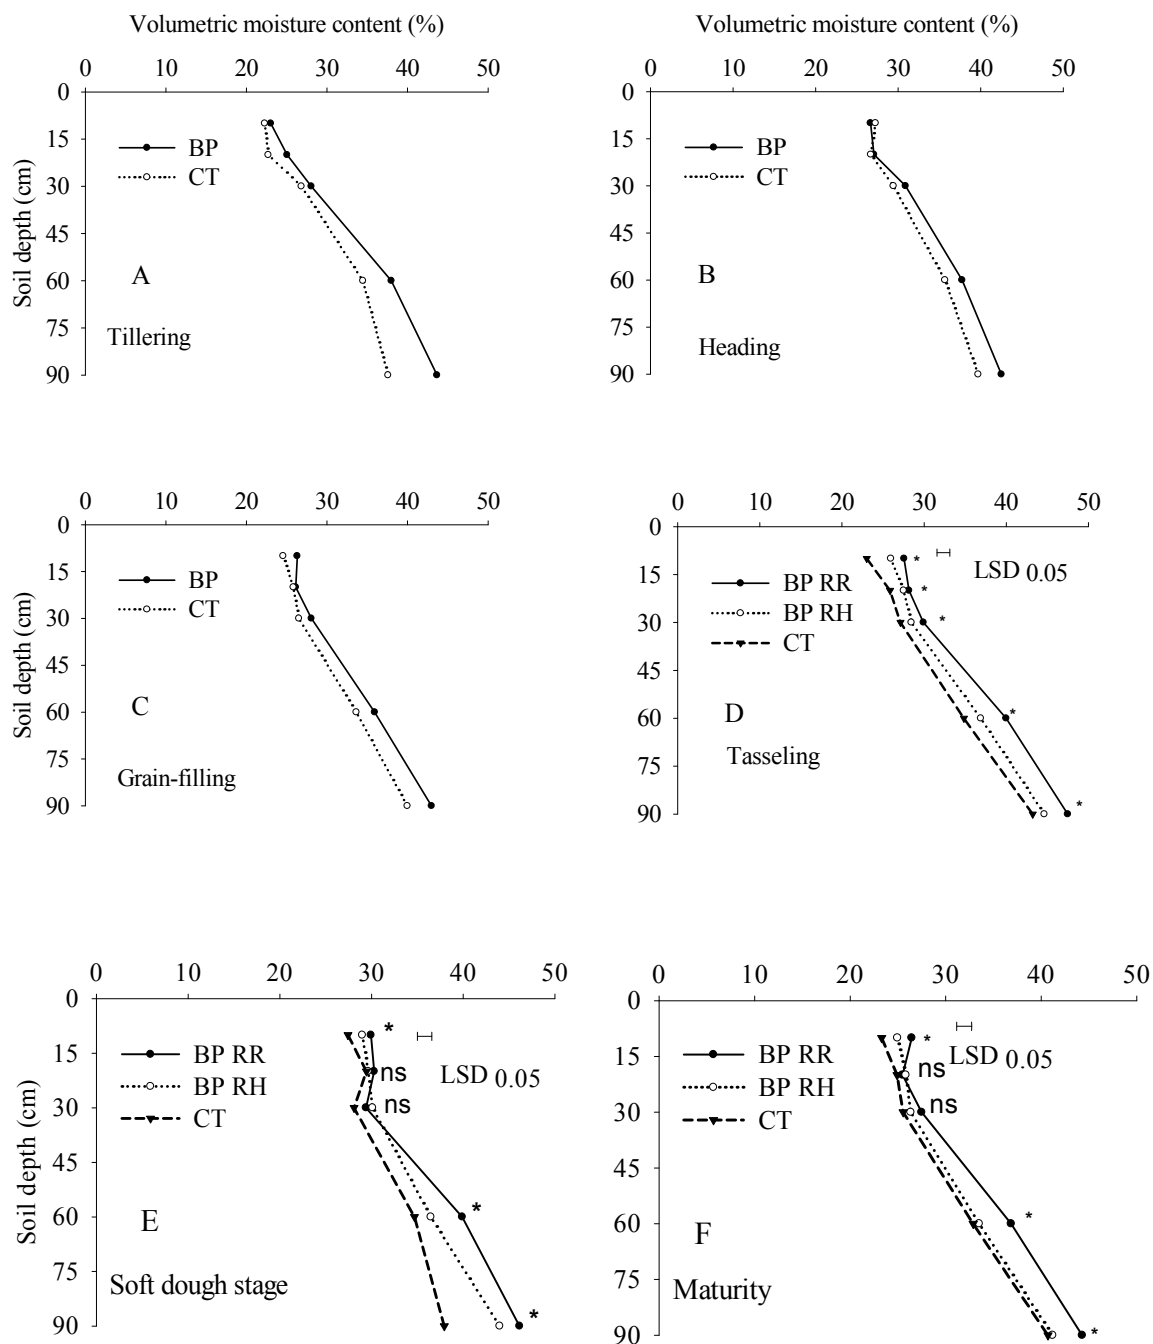 Volumetric moisture content (%)
Volumetric moisture content (%)
0 10 20 30 40 50
0 10 20 30 40 50
Soil depth (cm)
0
15
30
45
60
75
90
BP
CT
A
Tillering
0
15
30
45
60
75
90
BP
CT
B
Heading
0 10 20 30 40 50
0 10 20 30 40 50
Soil depth (cm)
0
15
30
45
60
75
90
BP
CT
C
Grain-filling
0
15
30
45
60
75
90
BP RR
BP RH
CT
* LSD 0.05
*
*
*
*
D
Tasseling
0 10 20 30 40 50
0 10 20 30 40 50
Soil depth (cm)
0
15
30
45
60
75
90
BP RR
BP RH
CT
*
LSD 0.05
ns
ns
*
*
E
Soft dough stage
0
15
30
45
60
75
90
BP RR
BP RH
CT
*
LSD 0.05
ns
ns
*
*
F
Maturity